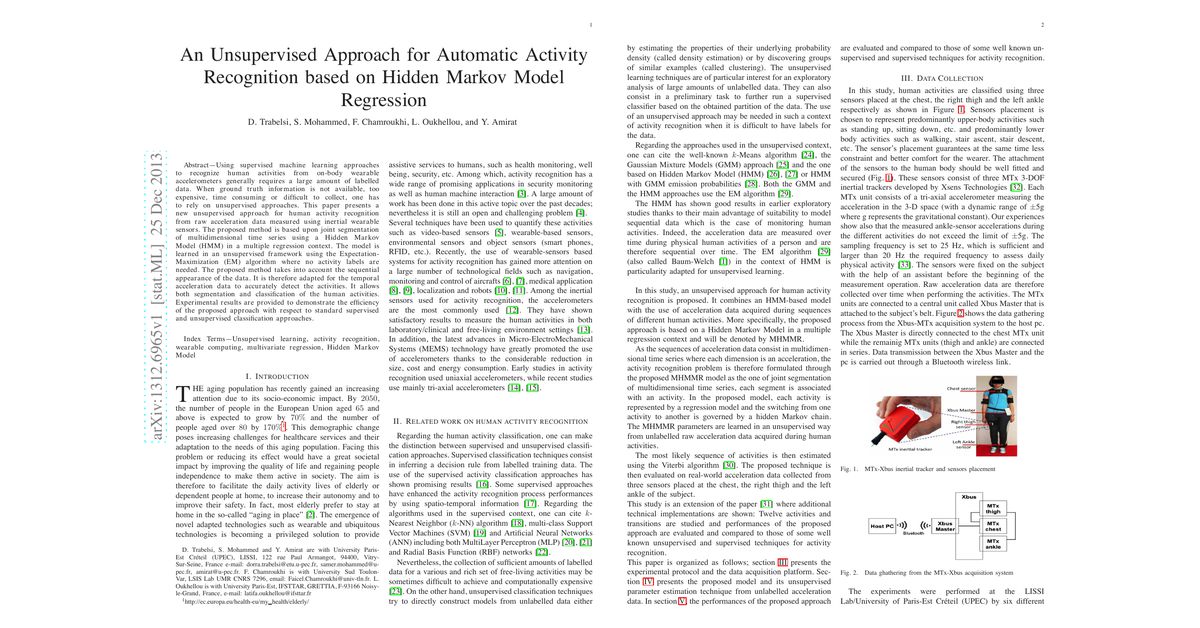 1
An Unsupervised Approach for Automatic Activity
Recognition based on Hidden Markov Model
Regression
D. Trabelsi, S. Mohammed, F. Chamroukhi, L. Oukhellou, and Y. Amirat
arXiv:1312.6965v1 [stat.ML] 25 Dec 2013
Abstract—Using supervised machine learning approaches
to recognize human activities from on-body wearable
accelerometers generally requires a large amount of labelled
data. When ground truth information is not available, too
expensive, time consuming or difficult to collect, one has
to rely on unsupervised approaches. This paper presents a
new unsupervised approach for human activity recognition
from raw acceleration data measured using inertial wearable
sensors. The proposed method is based upon joint segmentation
of multidimensional time series using a Hidden Markov Model
(HMM) in a multiple regression context. The model is
learned in an unsupervised framework using the Expectation-
Maximization (EM) algorithm where no activity labels are
needed. The proposed method takes into account the sequential
appearance of the data. It is therefore adapted for the temporal
acceleration data to accurately detect the activities. It allows
both segmentation and classification of the human activities.
Experimental results are provided to demonstrate the efficiency
of the proposed approach with respect to standard supervised
and unsupervised classification approaches.
Index Terms—Unsupervised learning, activity recognition,
wearable computing, multivariate regression, Hidden Markov
Model
I. INTRODUCTION
THE aging population has recently gained an increasing
attention due to its socio-economic impact. By 2050,
the number of people in the European Union aged 65 and
above is expected to grow by 70% and the number of
people aged over 80 by 170%1. This demographic change
poses increasing challenges for healthcare services and their
adaptation to the needs of this aging population. Facing this
problem or reducing its effect would have a great societal
impact by improving the quality of life and regaining people
independence to make them active in society. The aim is
therefore to facilitate the daily activity lives of elderly or
dependent people at home, to increase their autonomy and to
improve their safety. In fact, most elderly prefer to stay at
home in the so-called “aging in place” [2]. The emergence of
novel adapted technologies such as wearable and ubiquitous
technologies is becoming a privileged solution to provide
D. Trabelsi, S. Mohammed and Y. Amirat are with University Paris-
Est Créteil (UPEC), LISSI, 122 rue Paul Armangot, 94400, Vitry-
Sur-Seine, France e-mail: dorra.trabelsi@etu.u-pec.fr, samer.mohammed@u-
pec.fr, amirat@u-pec.fr. F. Chamroukhi is with University Sud Toulon-
Var, LSIS Lab UMR CNRS 7296, email: Faicel.Chamroukhi@univ-tln.fr. L.
Oukhellou is with University Paris-Est, IFSTTAR, GRETTIA, F-93166 Noisy-
le-Grand, France, e-mail: latifa.oukhellou@ifsttar.fr
1http://ec.europa.eu/health-eu/my_health/elderly/
assistive services to humans, such as health monitoring, well
being, security, etc. Among which, activity recognition has a
wide range of promising applications in security monitoring
as well as human machine interaction [3]. A large amount of
work has been done in this active topic over the past decades;
nevertheless it is still an open and challenging problem [4].
Several techniques have been used to quantify these activities
such as video-based sensors [5], wearable-based sensors,
environmental sensors and object sensors (smart phones,
RFID, etc.). Recently, the use of wearable-sensors based
systems for activity recognition has gained more attention on
a large number of technological fields such as navigation,
monitoring and control of aircrafts [6], [7], medical application
[8], [9], localization and robots [10], [11]. Among the inertial
sensors used for activity recognition, the accelerometers are
the most commonly used [12]. They have shown
satisfactory results to measure the human activities in both
laboratory/clinical and free-living environment settings [13].
In addition, the latest advances in Micro-ElectroMechanical
Systems (MEMS) technology have greatly promoted the use
of accelerometers thanks to the considerable reduction in
size, cost and energy consumption. Early studies in activity
recognition used uniaxial accelerometers, while recent studies
use mainly tri-axial accelerometers [14], [15].
II. RELATED WORK ON HUMAN ACTIVITY RECOGNITION
Regarding the human activity classification, one can make
the distinction between supervised and unsupervised classifi-
cation approaches. Supervised classification techniques consist
in inferring a decision rule from labelled training data. The
use of the supervised activity classification approaches has
shown promising results [16]. Some supervised approaches
have enhanced the activity recognition process performances
by using spatio-temporal information [17]. Regarding the
algorithms used in the supervised context, one can cite k-
Nearest Neighbor (k-NN) algorithm [18], multi-class Support
Vector Machines (SVM) [19] and Artificial Neural Networks
(ANN) including both MultiLayer Perception (MLP) [20], [21]
and Radial Basis Function (RBF) networks [22].
Nevertheless, the collection of sufficient amounts of labelled
data for a various and rich set of free-living activities may be
sometimes difficult to achieve and computationally expensive
[23]. On the other hand, unsupervised classification techniques
try to directly construct models from unlabelled data either
2
by estimating the properties of their underlying probability
density (called density estimation) or by discovering groups
of similar examples (called clustering). The unsupervised
learning techniques are of particular interest for an exploratory
analysis of large amounts of unlabelled data. They can also
consist in a preliminary task to further run a supervised
classifier based on the obtained partition of the data. The use
of an unsupervised approach may be needed in such a context
of activity recognition when it is difficult to have labels for
the data.
Regarding the approaches used in the unsupervised context,
one can cite the well-known k-Means algorithm [24], the
Gaussian Mixture Models (GMM) approach [25] and the one
based on Hidden Markov Model (HMM) [26], [27] or HMM
with GMM emission probabilities [28]. Both the GMM and
the HMM approaches use the EM algorithm [29].
The HMM has shown good results in earlier exploratory
studies thanks to their main advantage of suitability to model
sequential data which is the case of monitoring human
activities. Indeed, the acceleration data are measured over
time during physical human activities of a person and are
therefore sequential over time. The EM algorithm [29]
(also called Baum-Welch [1]) in the context of HMM is
particularly adapted for unsupervised learning.
In this study, an unsupervised approach for human activity
recognition is proposed. It combines an HMM-based model
with the use of acceleration data acquired during sequences
of different human activities. More specifically, the proposed
approach is based on a Hidden Markov Model in a multiple
regression context and will be denoted by MHMMR.
As the sequences of acceleration data consist in multidimen-
sional time series where each dimension is an acceleration, the
activity recognition problem is therefore formulated through
the proposed MHMMR model as the one of joint segmentation
of multidimensional time series, each segment is associated
with an activity. In the proposed model, each activity is
represented by a regression model and the switching from one
activity to another is governed by a hidden Markov chain.
The MHMMR parameters are learned in an unsupervised way
from unlabelled raw acceleration data acquired during human
activities.
The most likely sequence of activities is then estimated
using the Viterbi algorithm [30]. The proposed technique is
then evaluated on real-world acceleration data collected from
three sensors placed at the chest, the right thigh and the left
ankle of the subject.
This study is an extension of the paper [31] where additional
technical implementations are shown: Twelve activities and
transitions are studied and performances of the proposed
approach are evaluated and compared to those of some well
known unsupervised and supervised techniques for activity
recognition.
This paper is organized as follows; section III presents the
experimental protocol and the data acquisition platform. Sec-
tion IV presents the proposed model and its unsupervised
parameter estimation technique from unlabelled acceleration
data. In section V, the performances of the proposed approach
are evaluated and compared to those of some well known un-
supervised and supervised techniques for activity recognition.
III. DATA COLLECTION
In this study, human activities are classified using three
sensors placed at the chest, the right thigh and the left ankle
respectively as shown in Figure 1. Sensors placement is
chosen to represent predominantly upper-body activities such
as standing up, sitting down, etc. and predominantly lower
body activities such as walking, stair ascent, stair descent,
etc. The sensor's placement guarantees at the same time less
constraint and better comfort for the wearer. The attachment
of the sensors to the human body should be well fitted and
secured (Fig. 1). These sensors consist of three MTx 3-DOF
inertial trackers developed by Xsens Technologies [32]. Each
MTx unit consists of a tri-axial accelerometer measuring the
acceleration in the 3-D space (with a dynamic range of ±5g
where g represents the gravitational constant). Our experiences
show also that the measured ankle-sensor accelerations during
the different activities do not exceed the limit of ±5g. The
sampling frequency is set to 25 Hz, which is sufficient and
larger than 20 Hz the required frequency to assess daily
physical activity [33]. The sensors were fixed on the subject
with the help of an assistant before the beginning of the
measurement operation. Raw acceleration data are therefore
collected over time when performing the activities. The MTx
units are connected to a central unit called Xbus Master that is
attached to the subject's belt. Figure 2 shows the data gathering
process from the Xbus-MTx acquisition system to the host pc.
The Xbus Master is directly connected to the chest MTx unit
while the remainig MTx units (thigh and ankle) are connected
in series. Data transmission between the Xbus Master and the
pc is carried out through a Bluetooth wireless link.
Chest sensor
Xbus Master
Right thigh
sensor
Left Ankle
sensor
MTx inertial tracker
Fig. 1. MTx-Xbus inertial tracker and sensors placement
Xbus
MTx
thigh
Host PC
Bluetooth
Xbus
Master
MTx
chest
MTx
ankle
Fig. 2. Data gathering from the MTx-Xbus acquisition system
The experiments were performed at the LISSI
Lab/University of Paris-Est Créteil (UPEC) by six different